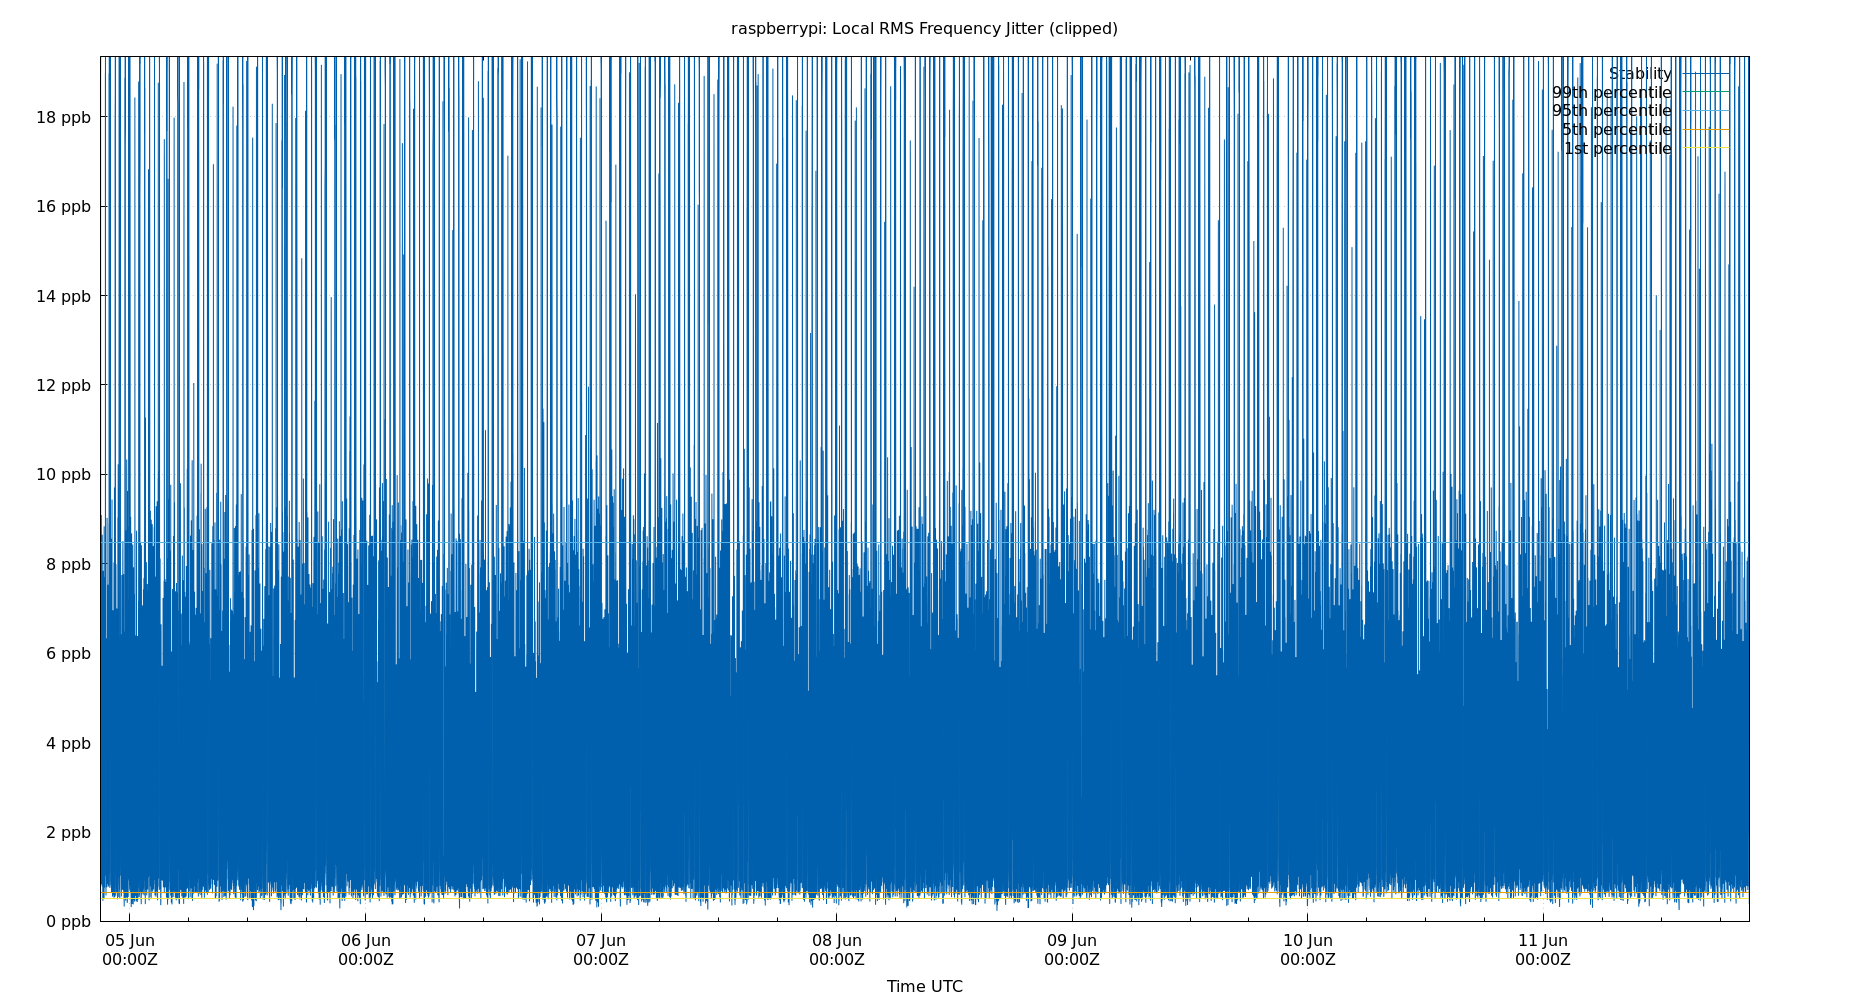 raspberrypi: Local RMS Frequency Jitter (clipped)
Stability
99th percentile
95th percentile
5th percentile
1st percentile
18 ppb
16 ppb
14 ppb
12 ppb
10 ppb
8 ppb
6 ppb
4 ppb
2 ppb
0 ppb
05 Jun 06 Jun 07 Jun 08 Jun 09 Jun 10 Jun 11 Jun
00:00Z 00:00Z 00:00Z 00:00Z 00:00Z 00:00Z 00:00Z
Time UTC